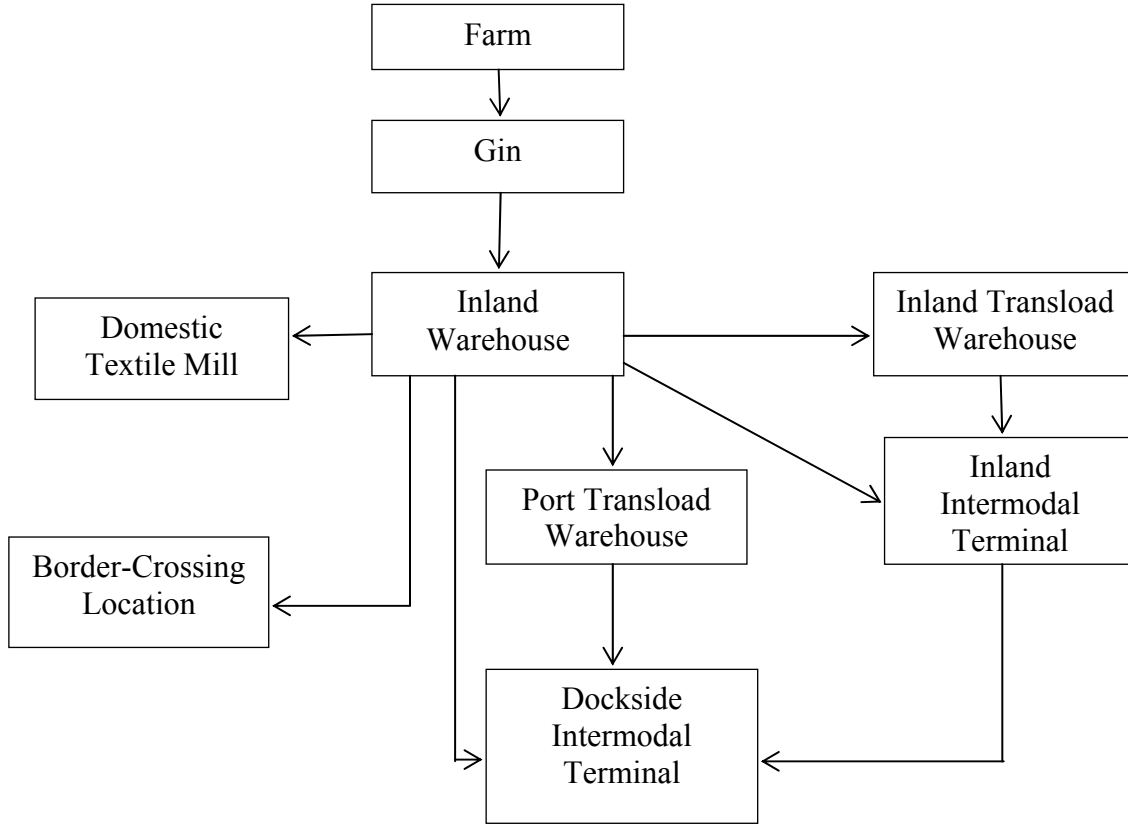 Farm
Gin
Inland
Warehouse
Inland Transload
Warehouse
Domestic
Textile Mill
Inland
Intermodal
Terminal
Port Transload
Warehouse
Border-Crossing
Location
Dockside
Intermodal
Terminal